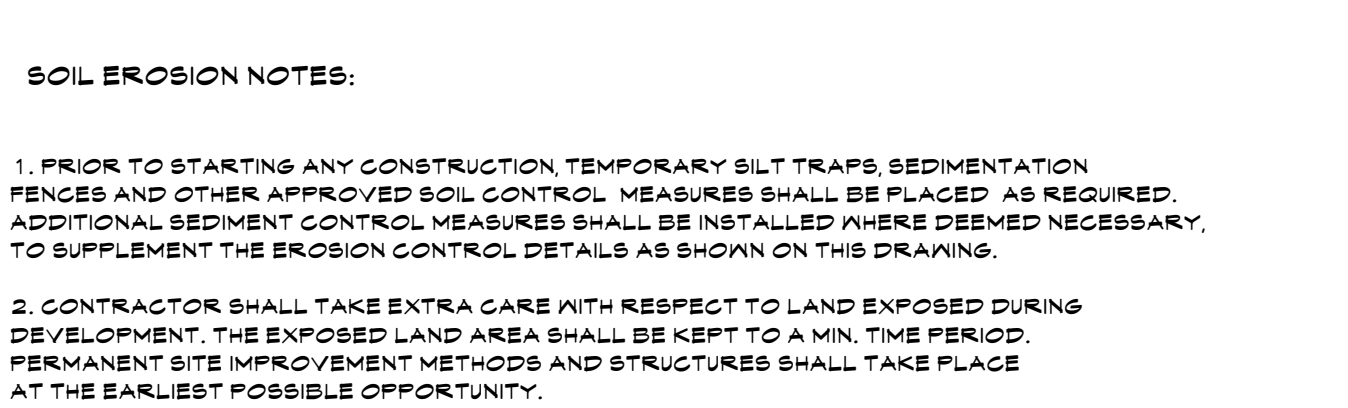 SOIL EROSION NOTES:
1. PRIOR TO STARTING ANY CONSTRUCTION, TEMPORARY SILT TRAPS, SEDIMENTATION
FENCES AND OTHER APPROVED SOIL CONTROL MEASURES SHALL BE PLACED AS REQUIRED.
ADDITIONAL SEDIMENT CONTROL MEASURES SHALL BE INSTALLED WHERE DEEMED NECESSARY,
TO SUPPLEMENT THE EROSION CONTROL DETAILS AS SHOWN ON THIS DRAWING.
2. CONTRACTOR SHALL TAKE EXTRA CARE WITH RESPECT TO LAND EXPOSED DURING
DEVELOPMENT. THE EXPOSED LAND AREA SHALL BE KEPT TO A MIN. TIME PERIOD.
PERMANENT SITE IMPROVEMENT METHODS AND STRUCTURES SHALL TAKE PLACE
AT THE EARLIEST POSSIBLE OPPORTUNITY.